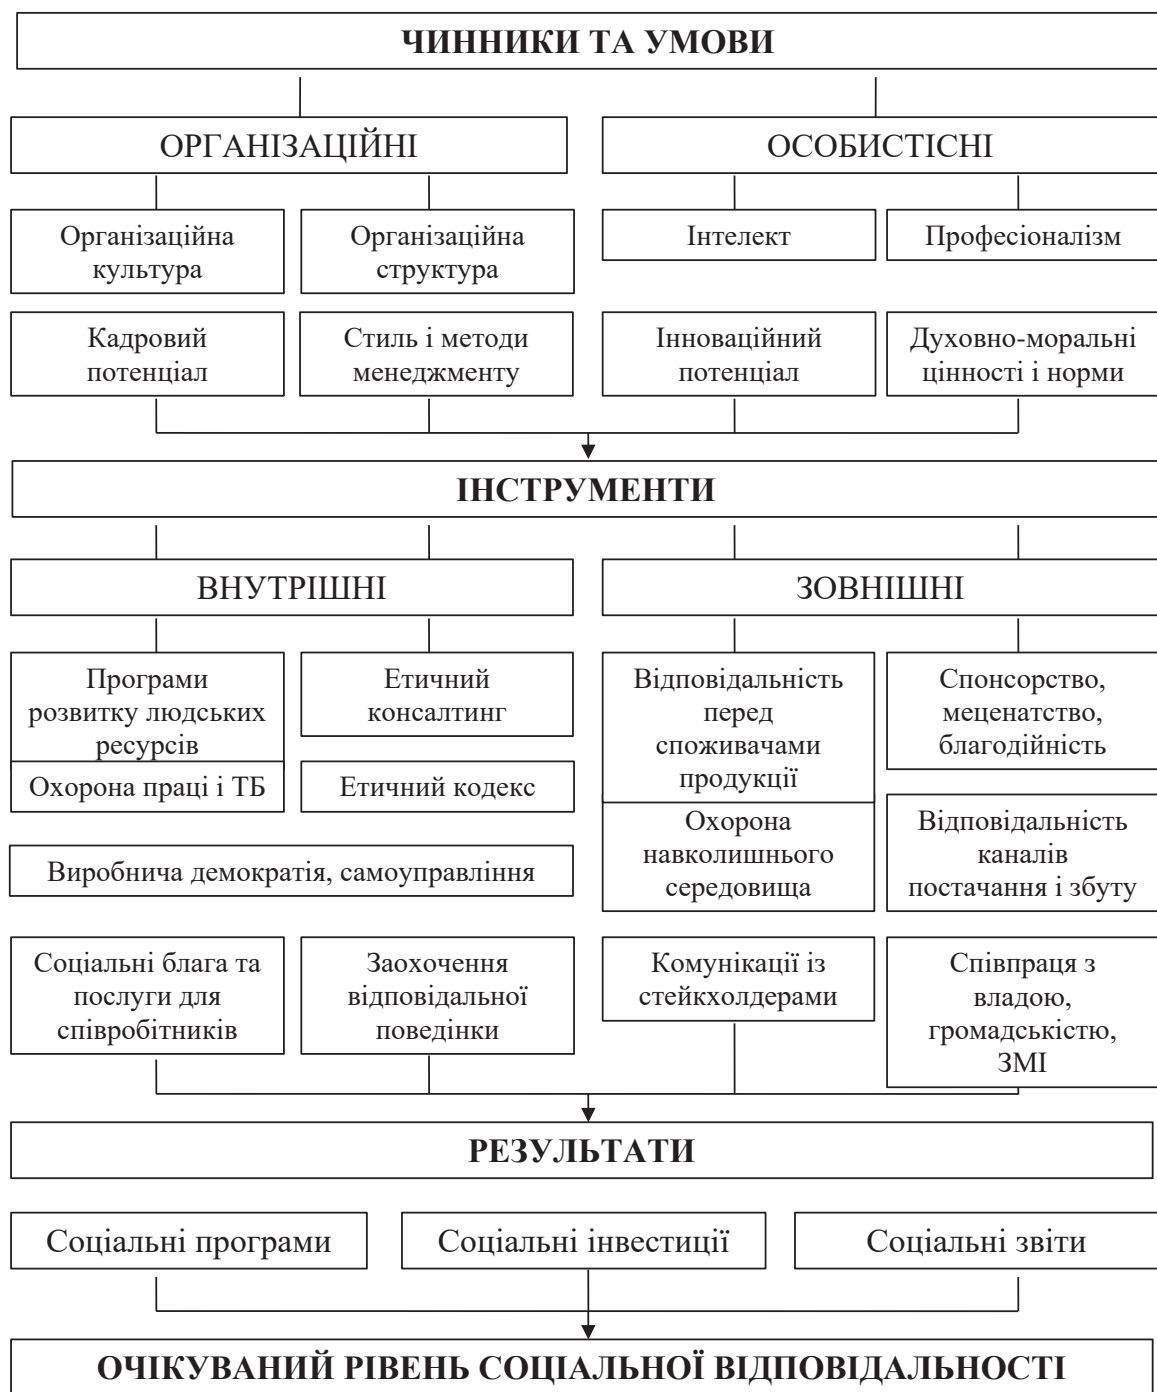 ЧИННИКИ ТА УМОВИ
ОРГАНІЗАЦІЙНІ
ОСОБИСТІСНІ
Організаційна
культура
Організаційна
структура
Інтелект
Професіоналізм
Кадровий
потенціал
Стиль і методи
менеджменту
Інноваційний
потенціал
Духовно-моральні
цінності і норми
ІНСТРУМЕНТИ
ВНУТРІШНІ
ЗОВНІШНІ
Програми
розвитку людських
ресурсів
Етичний
консалтинг
Відповідальність
перед
споживачами
продукції
Спонсорство,
меценатство,
благодійність
Охорона праці і ТБ
Етичний кодекс
Охорона
навколишнього
середовища
Відповідальність
каналів
постачання і збуту
Виробнича демократія, самоуправління
Соціальні блага та
послуги для
співробітників
Заохочення
відповідальної
поведінки
Комунікації із
стейкхолдерами
Співпраця з
владою,
громадськістю,
ЗМІ
РЕЗУЛЬТАТИ
Соціальні програми
Соціальні інвестиції
Соціальні звіти
ОЧІКУВАНИЙ РІВЕНЬ СОЦІАЛЬНОЇ ВІДПОВІДАЛЬНОСТІ